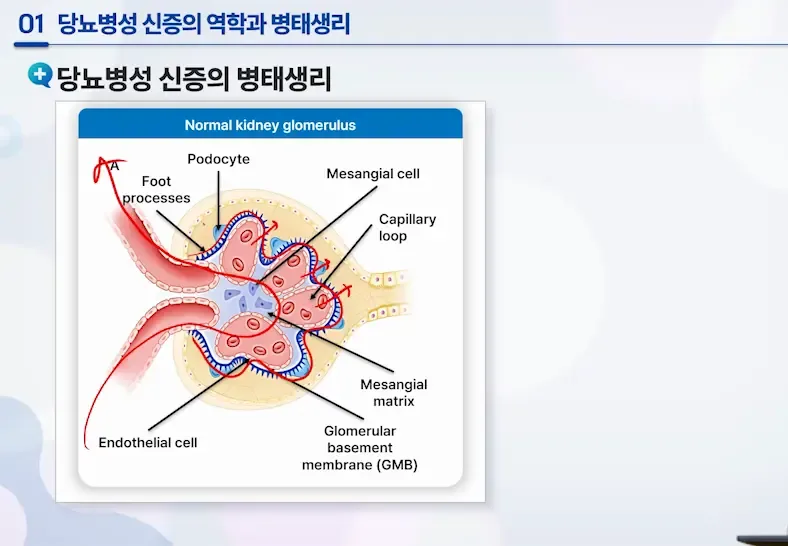 01 당뇨병성 신증의 역학과 병태생리
당뇨병성 신증의 병태생리
Normal kidney glomerulus
A
Podocyte
Foot
processes
Mesangial cell
Capillary
loop
Mesangial
matrix
Endothelial cell
Glomerular
basement
membrane (GMB)